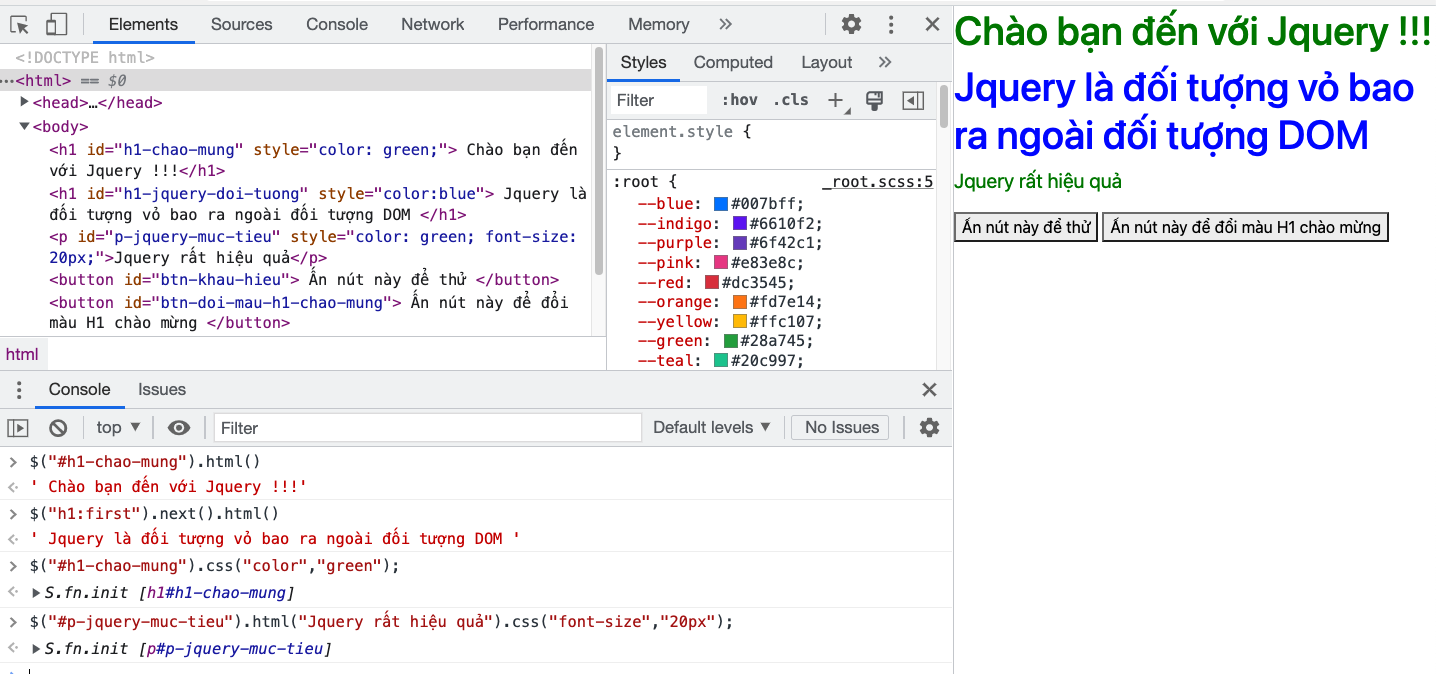 Elements Sources Console Network Performance Memory »
<!DOCTYPE html>
<html> == $0
<head>…</head>
<body>
<h1 id="h1-chao-mung" style="color: green;"> Chào bạn đến
với Jquery !!!</h1>
<h1 id="h1-jquery-doi-tuong" style="color:blue"> Jquery là
đối tượng vỏ bao ra ngoài đối tượng DOM </h1>
<p id="p-jquery-muc-tieu" style="color: green; font-size:
20px;">Jquery rất hiệu quả</p>
<button id="btn-khau-hieu"> Ấn nút này để thử </button>
<button id="btn-doi-mau-h1-chao-mung"> Ấn nút này để đổi
màu H1 chào mừng </button>
html
Styles Computed Layout »
Filter :hov .cls
element.style {
}
:root { _root.scss:5
--blue: #007bff;
--indigo: #6610f2;
--purple: #6f42c1;
--pink: #e83e8c;
--red: #dc3545;
--orange: #fd7e14;
--yellow: #ffc107;
--green: #28a745;
--teal: #20c997;
Console Issues
top Filter Default levels No Issues
$("#h1-chao-mung").html()
' Chào bạn đến với Jquery !!!'
$("h1:first").next().html()
' Jquery là đối tượng vỏ bao ra ngoài đối tượng DOM '
$("#h1-chao-mung").css("color","green");
S.fn.init [h1#h1-chao-mung]
$("#p-jquery-muc-tieu").html("Jquery rất hiệu quả").css("font-size","20px");
S.fn.init [p#p-jquery-muc-tieu]
Chào bạn đến với Jquery !!!
Jquery là đối tượng vỏ bao
ra ngoài đối tượng DOM
Jquery rất hiệu quả
Ấn nút này để thử Ấn nút này để đổi màu H1 chào mừng